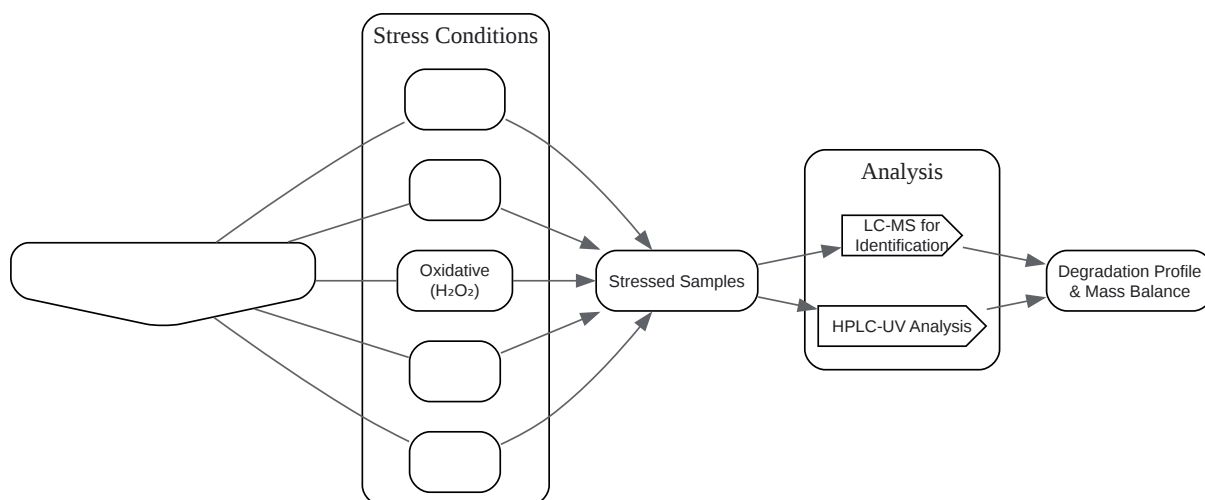 Stress Conditions
Oxidative
(H₂O₂)
Stressed Samples
Analysis
LC-MS for
Identification
HPLC-UV Analysis
Degradation Profile
& Mass Balance